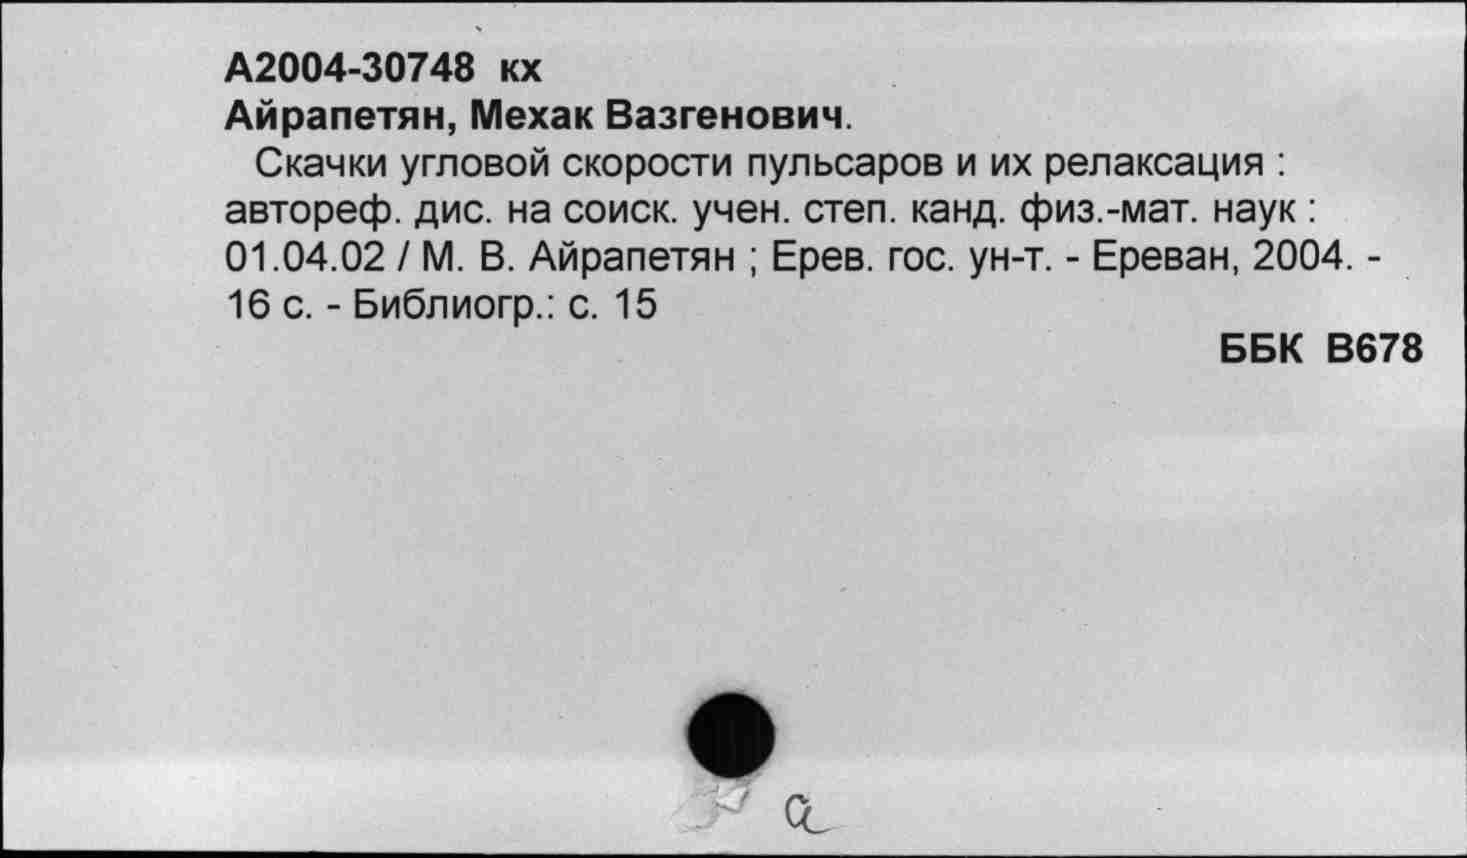 А2004-30748 кх
Айрапетян, Мехак Вазгенович.
Скачки угловой скорости пульсаров и их релаксация :
автореф. дис. на соиск. учен. степ. канд. физ.-мат. наук :
01.04.02 / М. В. Айрапетян ; Ерев. гос. ун-т. - Ереван, 2004. -
16 с. - Библиогр.: с. 15
ББК В678